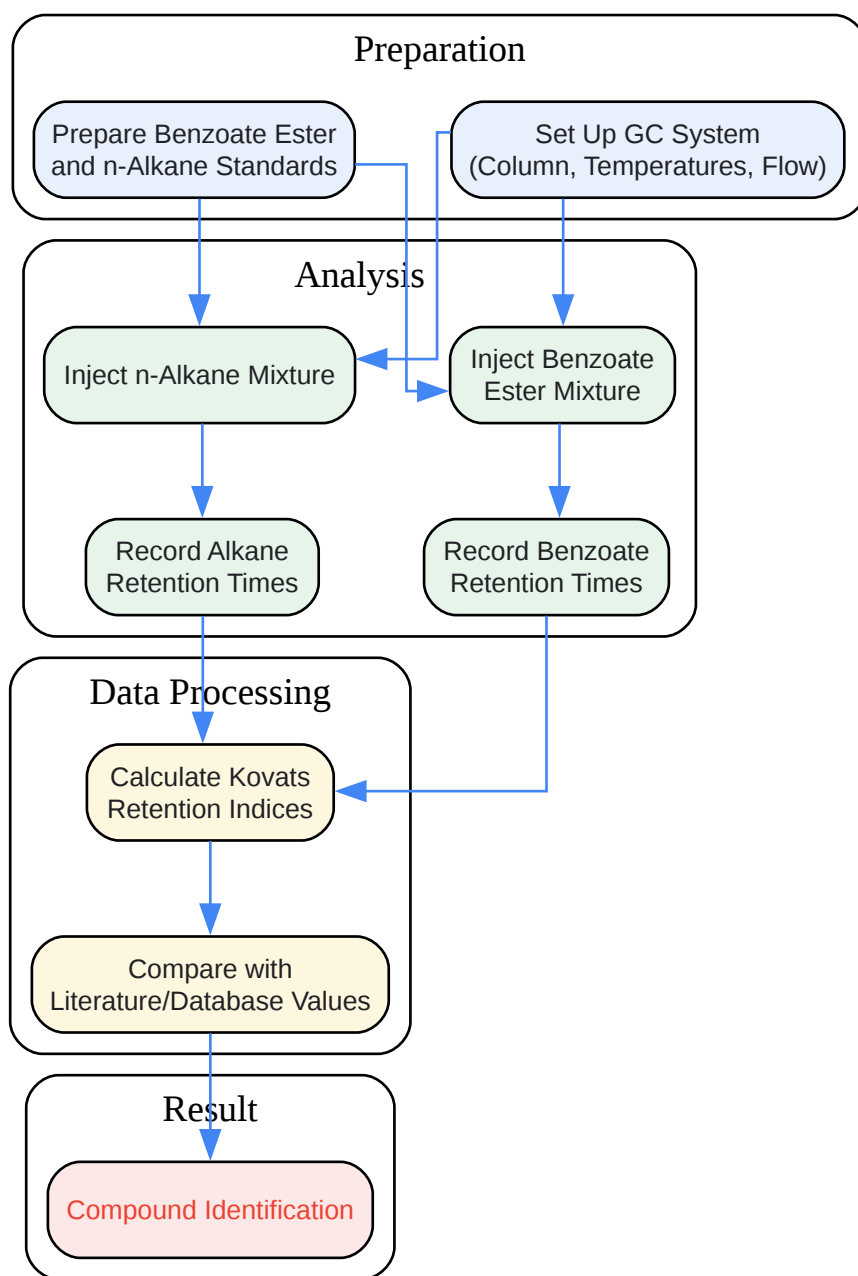 Preparation
Prepare Benzoate Ester
and n-Alkane Standards
Set Up GC System
(Column, Temperatures, Flow)
Analysis
Inject n-Alkane Mixture
Inject Benzoate
Ester Mixture
Record Alkane
Retention Times
Record Benzoate
Retention Times
Data Processing
Calculate Kovats
Retention Indices
Compare with
Literature/Database Values
Result
Compound Identification